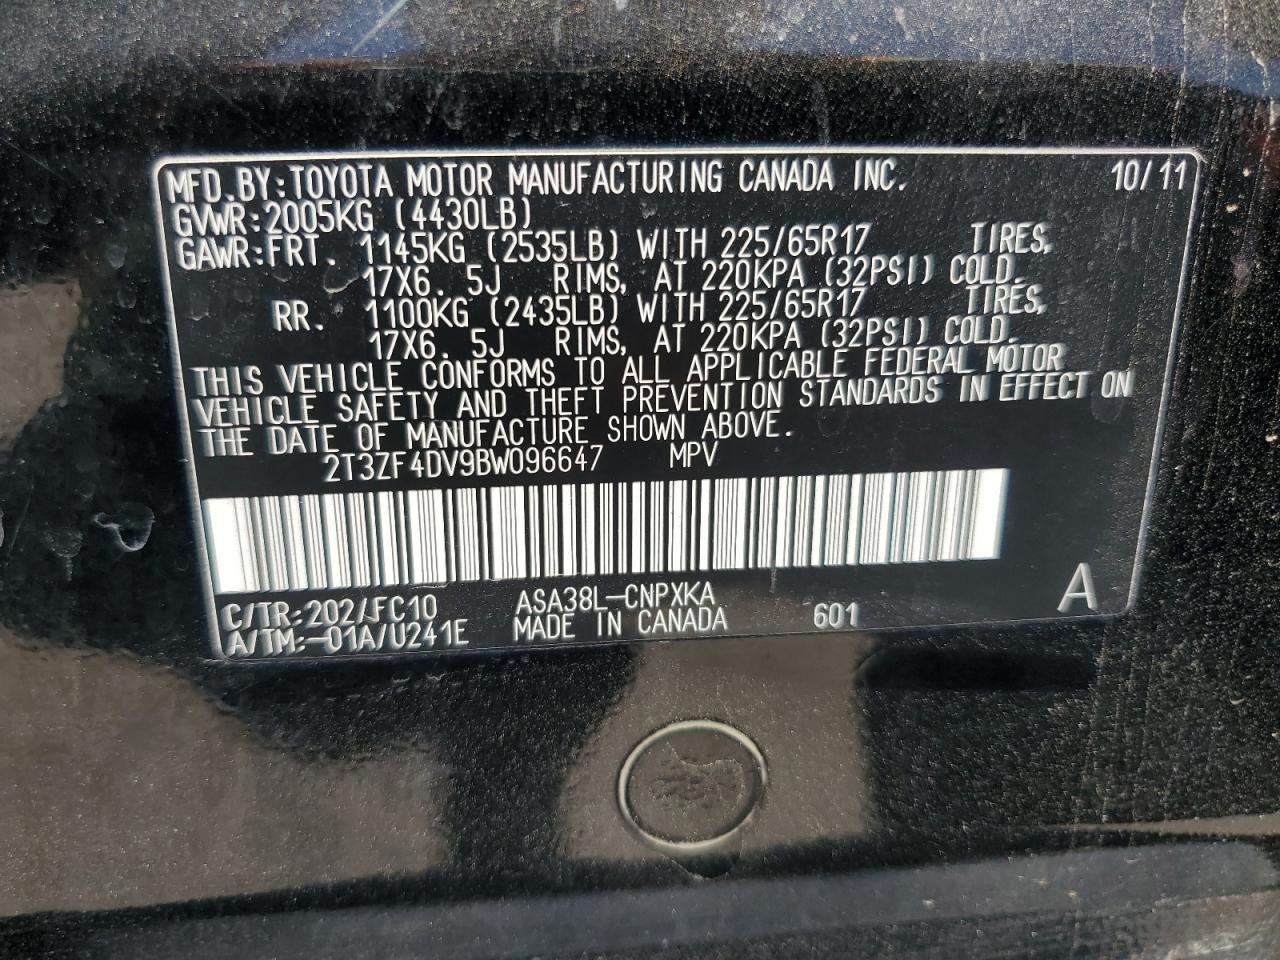 MFD.BY:TOYOTA MOTOR MANUFACTURING CANADA INC. 10/11
GVWR:2005KG (4430LB)
GAWR:FRT. 1145KG (2535LB) WITH 225/65R17 TIRES,
17X6. 5J RIMS, AT 220KPA (32PSI) COLD.
RR. 1100KG (2435LB) WITH 225/65R17 TIRES,
17X6. 5J RIMS, AT 220KPA (32PSI) COLD.
THIS VEHICLE CONFORMS TO ALL APPLICABLE FEDERAL MOTOR
VEHICLE SAFETY AND THEFT PREVENTION STANDARDS IN EFFECT ON
THE DATE OF MANUFACTURE SHOWN ABOVE.
2T3ZF4DV9BW096647 MPV
C/TR:202/FC10 ASA38L-CNPXKA A
A/TM:-01A/U241E MADE IN CANADA 601